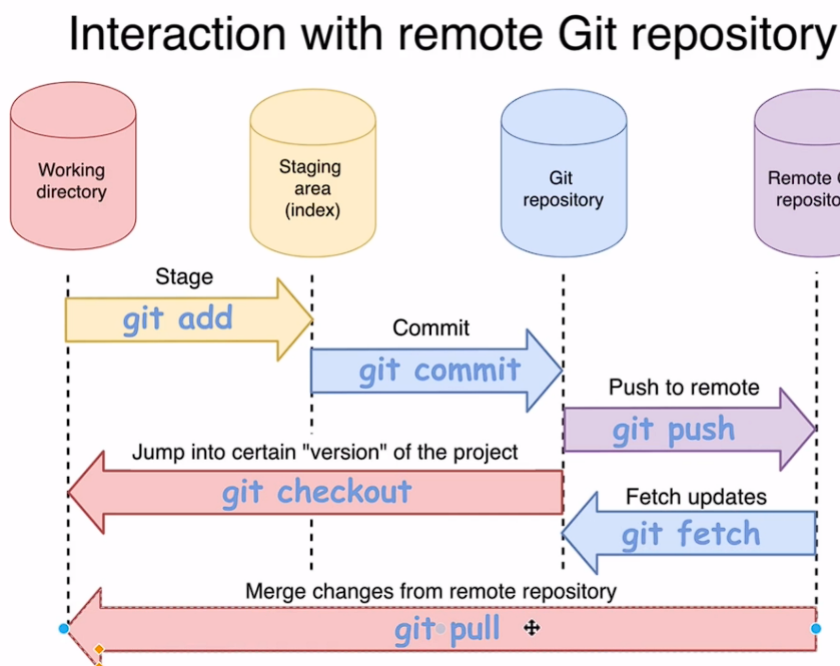 Interaction with remote Git repository
Working
directory
Staging
area
(index)
Git
repository
Remote
Stage
git add
Commit
git commit
Push to remote
git push
Jump into certain "version" of the project
git checkout
Fetch updates
git fetch
Merge changes from remote repository
git pull